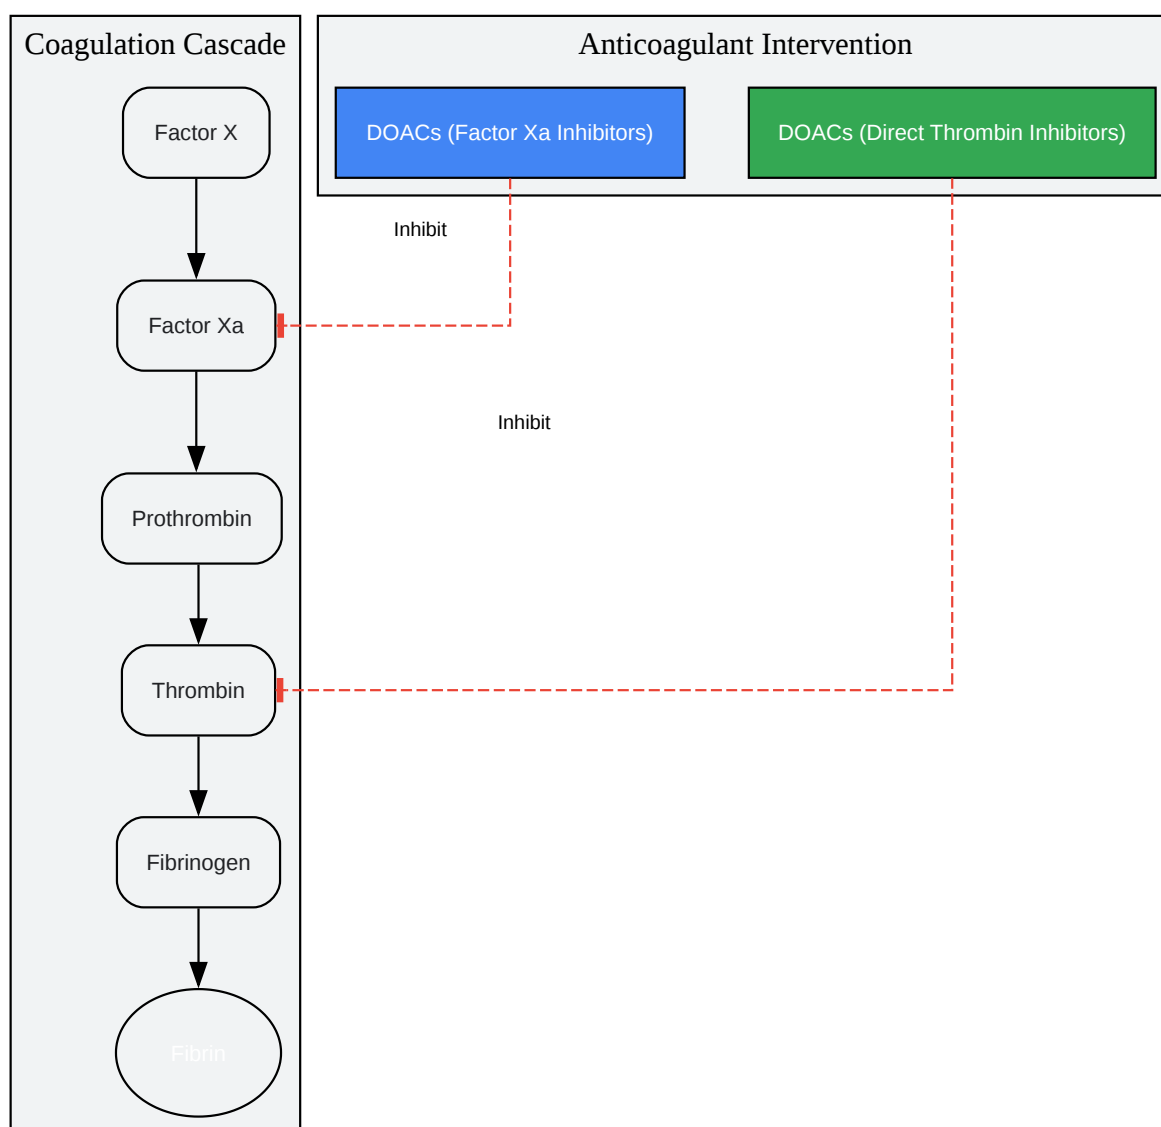 Coagulation Cascade
Factor X
Factor Xa
Prothrombin
Thrombin
Fibrinogen
Fibrin
Anticoagulant Intervention
DOACs (Factor Xa Inhibitors)
DOACs (Direct Thrombin Inhibitors)
Inhibit
Inhibit